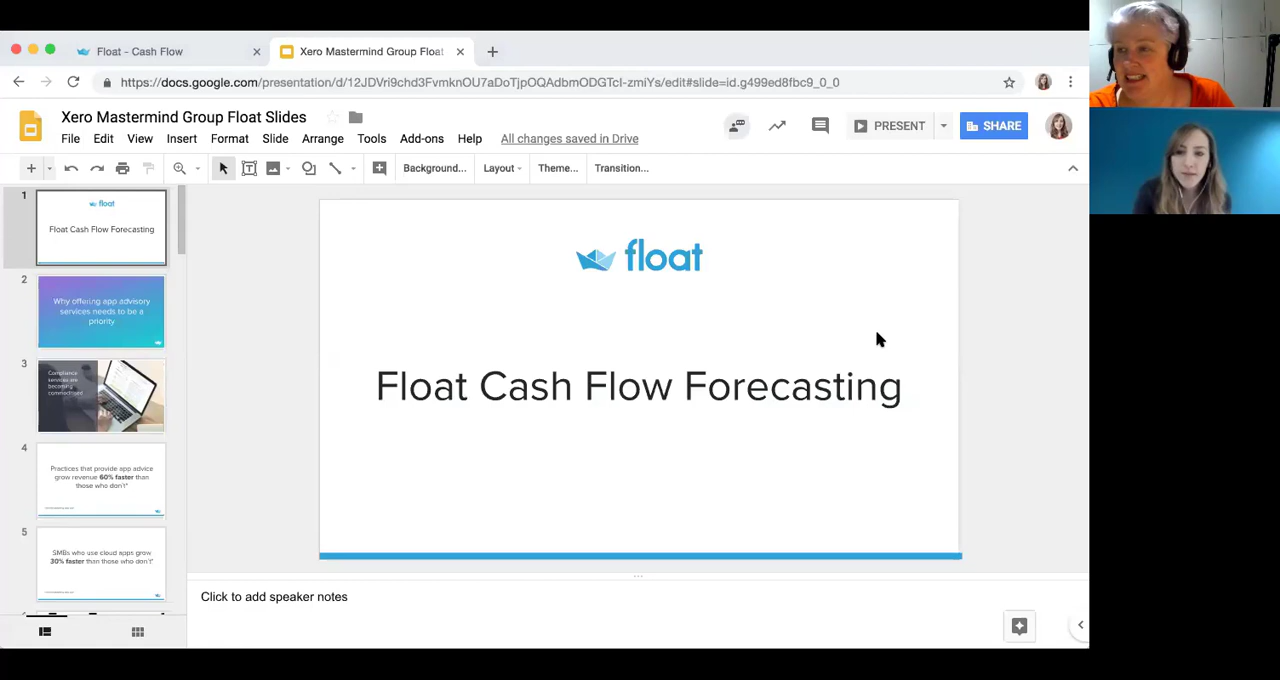 Float - Cash Flow
Xero Mastermind Group Float
https://docs.google.com/presentation/d/12JDVri9chd3FvmknOU7aDoTjpOQAdbmODGTcI-zmiYs/edit#slide=id.g499ed8fbc9_0_0
Xero Mastermind Group Float Slides
File Edit View Insert Format Slide Arrange Tools Add-ons Help All changes saved in Drive
PRESENT
SHARE
Background... Layout Theme... Transition...
1
float
Float Cash Flow Forecasting
2
Why offering app advisory
services needs to be a
priority
3
Compliance
services are
becoming
commoditised
4
Practices that provide app advice
grow revenue 60% faster than
those who don't*
5
SMBs who use cloud apps grow
30% faster than those who don't*
float
Float Cash Flow Forecasting
Click to add speaker notes